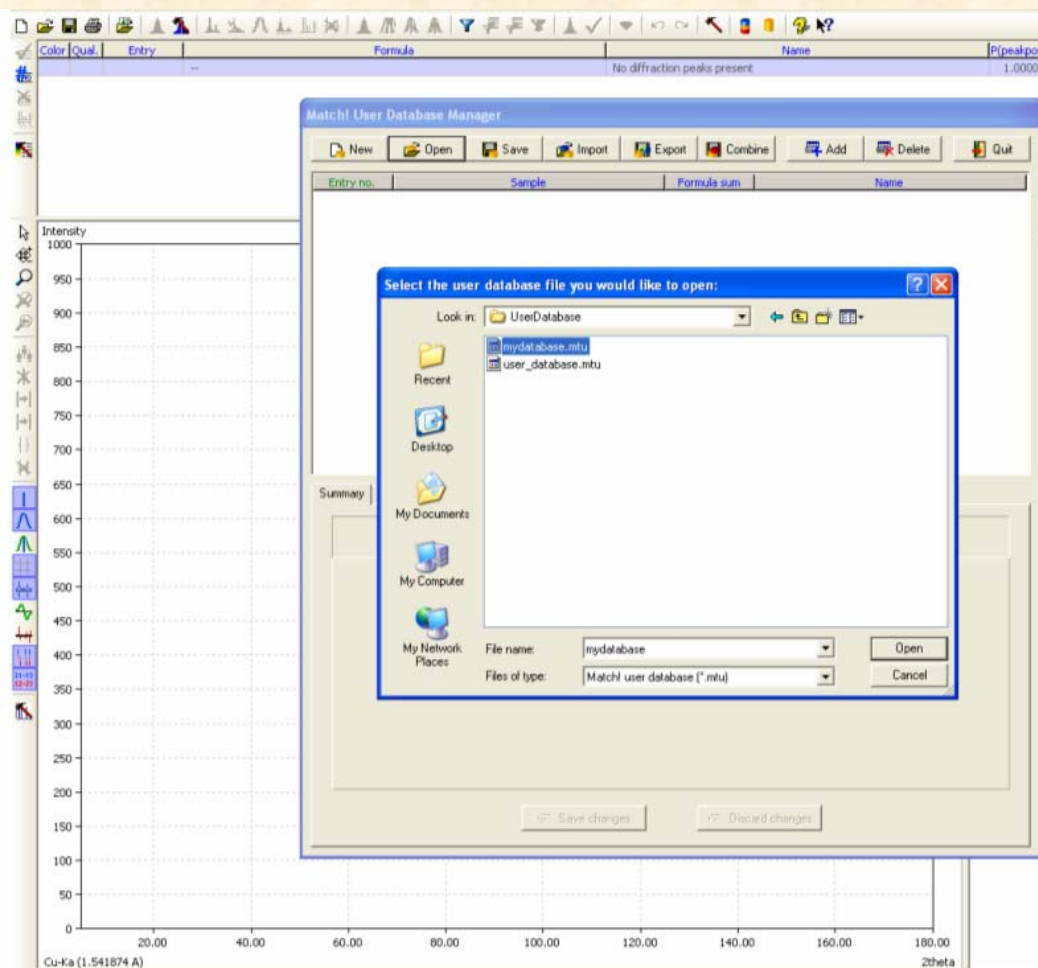 Color Qual. Entry Formula Name P(peakpo
-- No diffraction peaks present 1.0000
Match! User Database Manager
New Open Save Import Export Combine Add Delete Quit
Entry no. Sample Formula sum Name
Intensity
1000
950
900
850
800
750
700
650
600
550
500
450
400
350
300
250
200
150
100
50
0
20.00 40.00 60.00 80.00 100.00 120.00 140.00 160.00 180.00
Cu-Ka (1.541874 A) 2theta
Select the user database file you would like to open:
Look in: UserDatabase
mydatabase.mtu
user_database.mtu
Recent
Desktop
My Documents
My Computer
My Network Places
File name: mydatabase Open
Files of type: Match! user database (*.mtu) Cancel
Summary
Save changes Discard changes